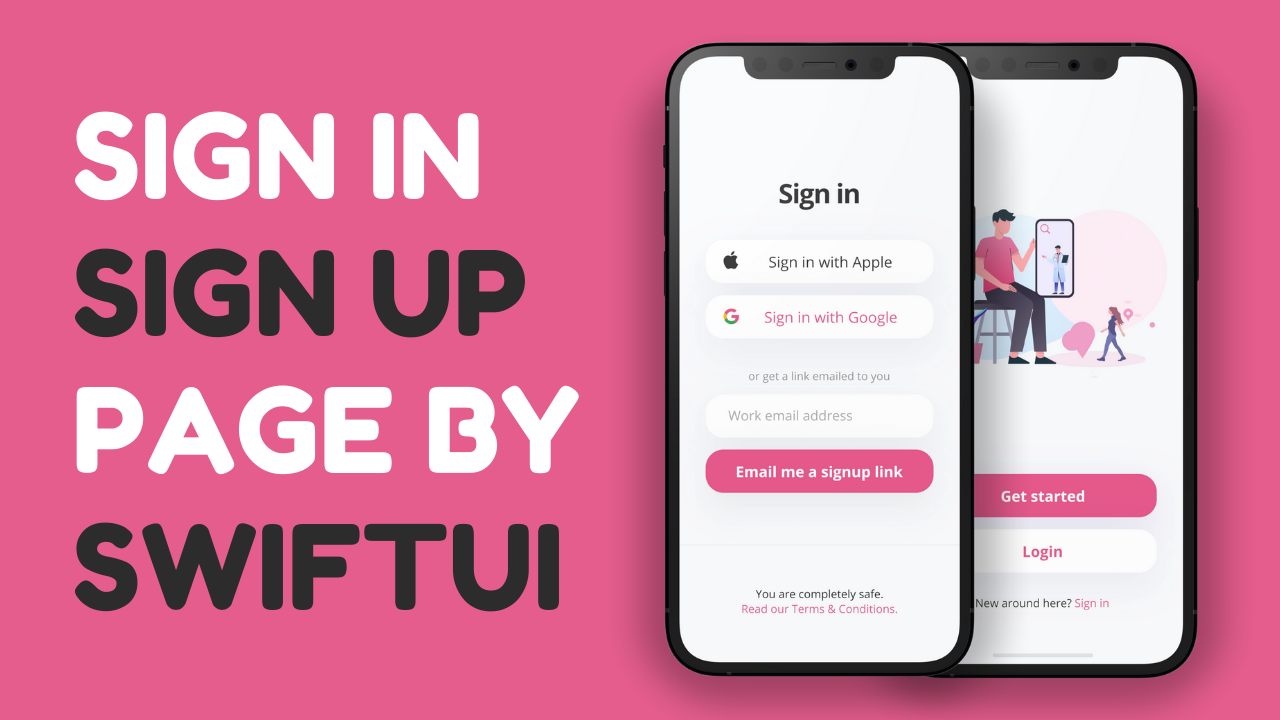 SIGN IN
SIGN UP
PAGE BY
SWIFTUI
Sign in
Sign in with Apple
Sign in with Google
or get a link emailed to you
Work email address
Email me a signup link
You are completely safe.
Read our Terms & Conditions.
Get started
Login
New around here? Sign in